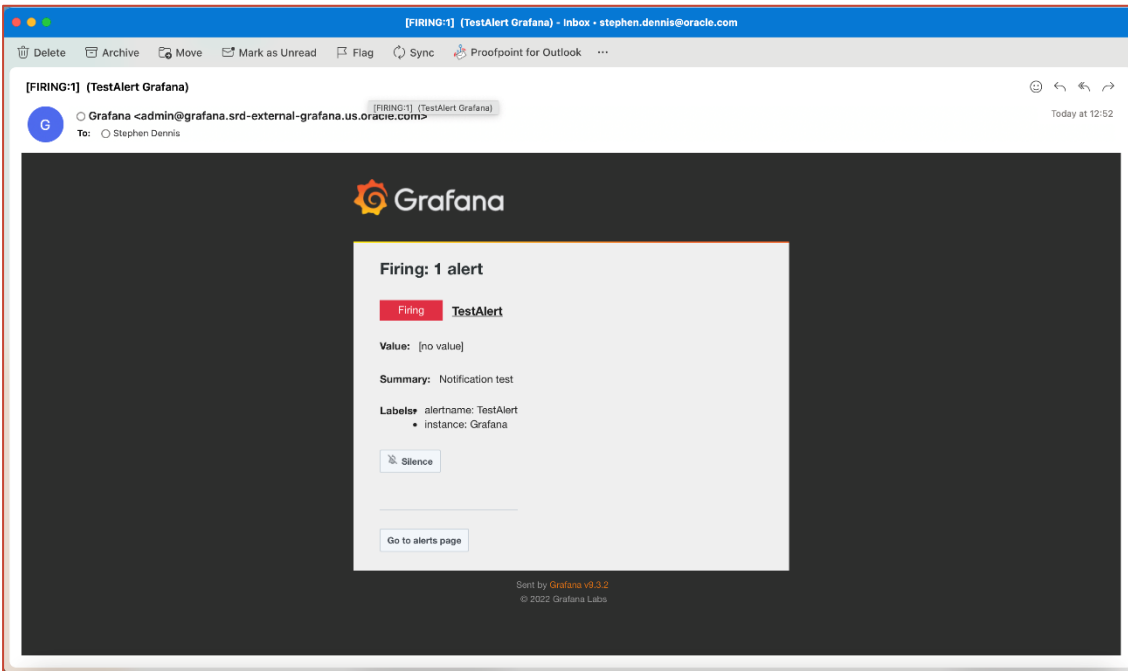 [FIRING:1] (TestAlert Grafana) - Inbox • stephen.dennis@oracle.com
Delete Archive Move Mark as Unread Flag Sync Proofpoint for Outlook ...
[FIRING:1] (TestAlert Grafana)
[FIRING:1] (TestAlert Grafana)
G
Grafana <admin@grafana.srd-external-grafana.us.oracle.com>
Today at 12:52
To: Stephen Dennis
Grafana
Firing: 1 alert
Firing TestAlert
Value: [no value]
Summary: Notification test
Labels: alertname: TestAlert
• instance: Grafana
Silence
Go to alerts page
Sent by Grafana v9.3.2
© 2022 Grafana Labs